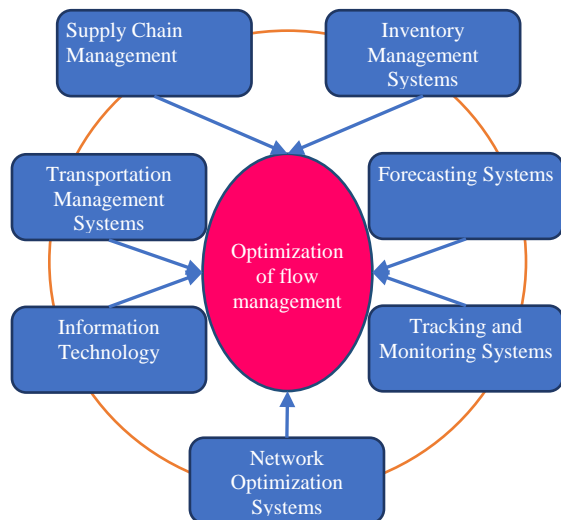 Supply Chain
Management
Inventory
Management
Systems
Transportation
Management
Systems
Forecasting Systems
Optimization
of flow
management
Information
Technology
Tracking and
Monitoring Systems
Network
Optimization
Systems